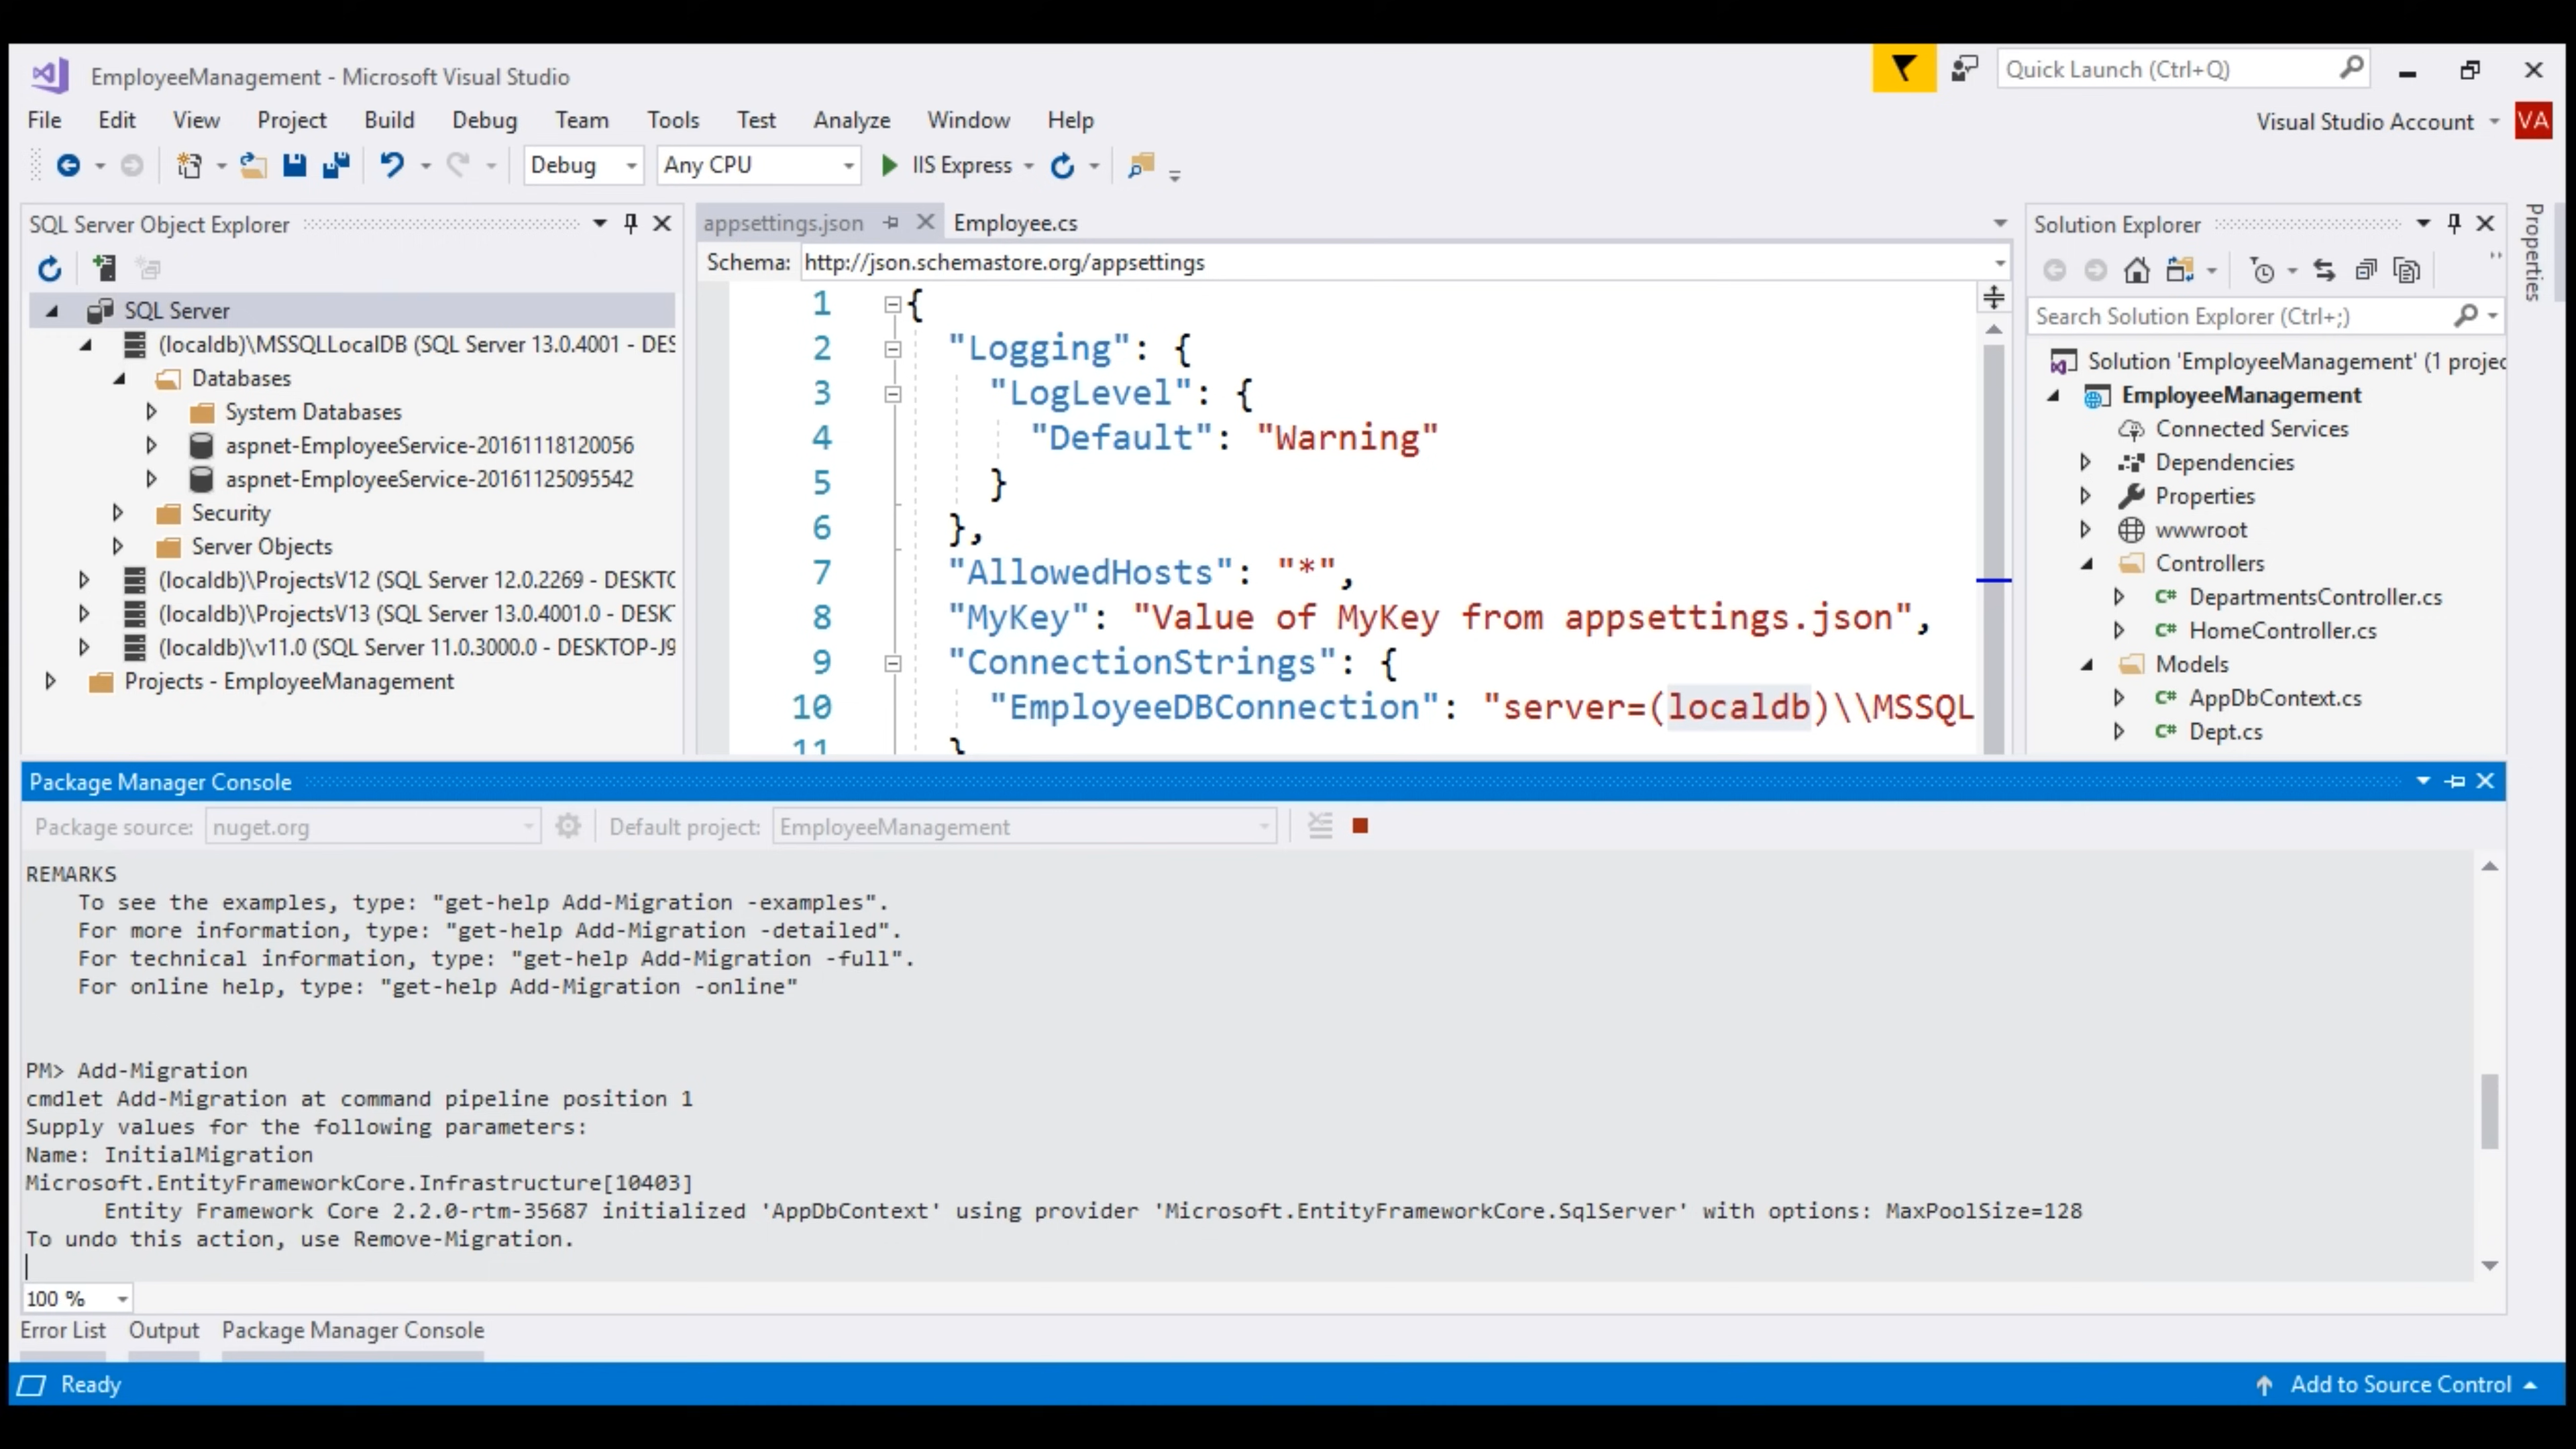 EmployeeManagement - Microsoft Visual Studio
Quick Launch (Ctrl+Q)
File Edit View Project Build Debug Team Tools Test Analyze Window Help
Visual Studio Account VA
Debug Any CPU IIS Express
SQL Server Object Explorer
SQL Server
(localdb)\MSSQLLocalDB (SQL Server 13.0.4001 - DES
Databases
System Databases
aspnet-EmployeeService-20161118120056
aspnet-EmployeeService-20161125095542
Security
Server Objects
(localdb)\ProjectsV12 (SQL Server 12.0.2269 - DESKTC
(localdb)\ProjectsV13 (SQL Server 13.0.4001.0 - DESKT
(localdb)\v11.0 (SQL Server 11.0.3000.0 - DESKTOP-J9
Projects - EmployeeManagement
appsettings.json Employee.cs
Schema: http://json.schemastore.org/appsettings
1 {
2 "Logging": {
3 "LogLevel": {
4 "Default": "Warning"
5 }
6 },
7 "AllowedHosts": "*",
8 "MyKey": "Value of MyKey from appsettings.json",
9 "ConnectionStrings": {
10 "EmployeeDBConnection": "server=(localdb)\\MSSQL
11 }
Solution Explorer
Search Solution Explorer (Ctrl+;)
Solution 'EmployeeManagement' (1 projec
EmployeeManagement
Connected Services
Dependencies
Properties
wwwroot
Controllers
DepartmentsController.cs
HomeController.cs
Models
AppDbContext.cs
Dept.cs
Properties
Package Manager Console
Package source: nuget.org Default project: EmployeeManagement
REMARKS
To see the examples, type: "get-help Add-Migration -examples".
For more information, type: "get-help Add-Migration -detailed".
For technical information, type: "get-help Add-Migration -full".
For online help, type: "get-help Add-Migration -online"
PM> Add-Migration
cmdlet Add-Migration at command pipeline position 1
Supply values for the following parameters:
Name: InitialMigration
Microsoft.EntityFrameworkCore.Infrastructure[10403]
Entity Framework Core 2.2.0-rtm-35687 initialized 'AppDbContext' using provider 'Microsoft.EntityFrameworkCore.SqlServer' with options: MaxPoolSize=128
To undo this action, use Remove-Migration.
100 %
Error List Output Package Manager Console
Ready
Add to Source Control